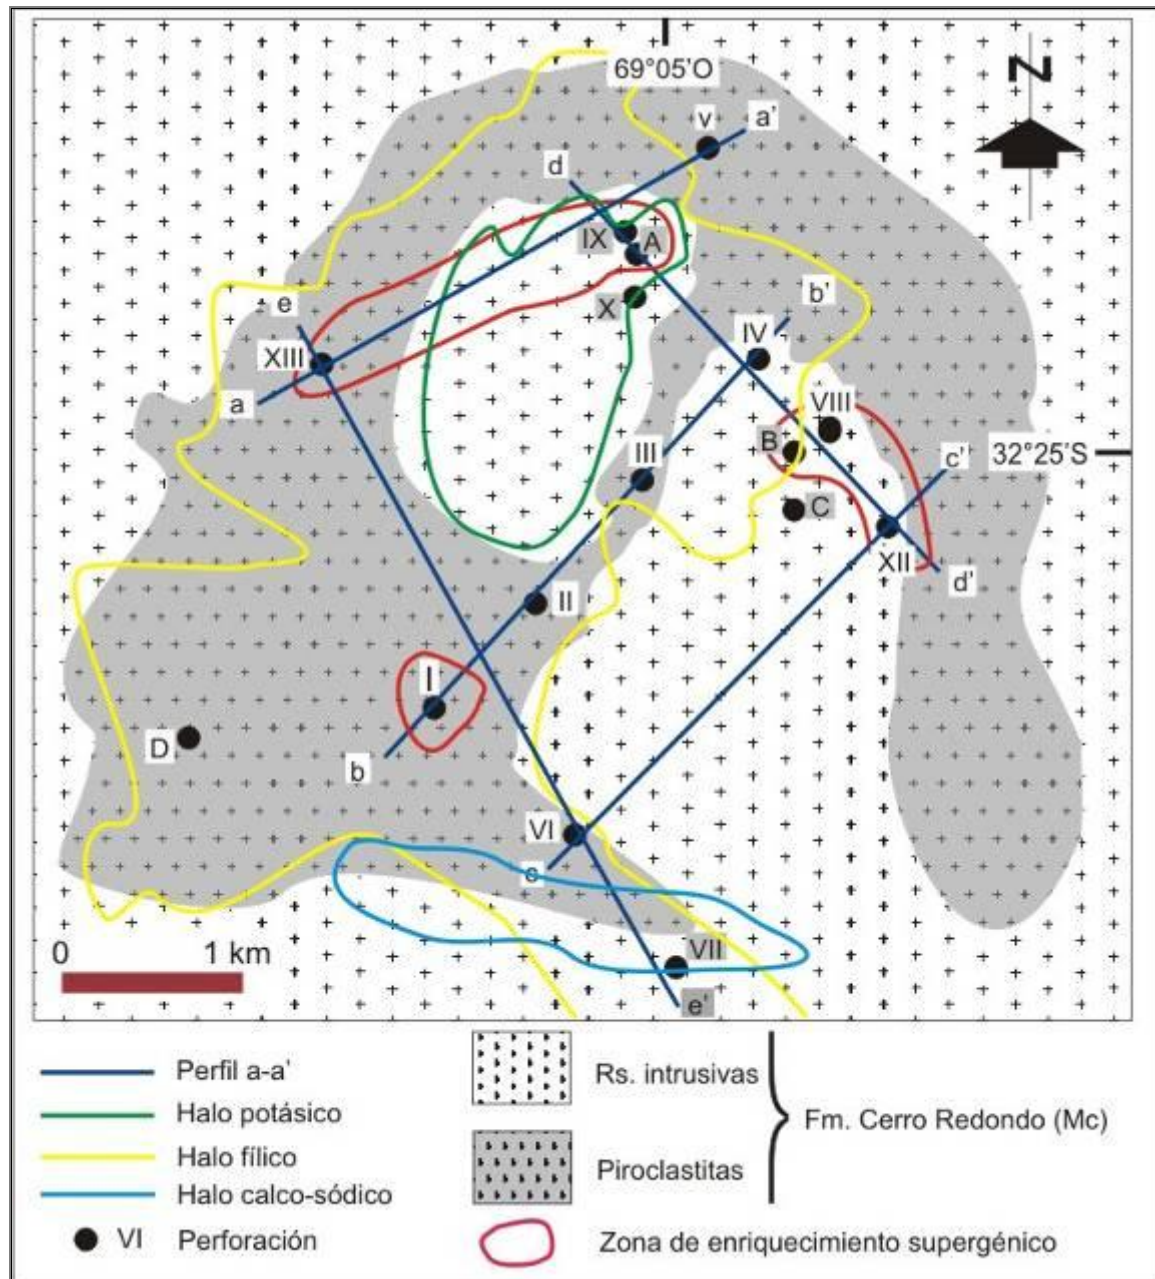 69°05'O
N
v
a'
d
IX
A
e
b'
X
IV
XIII
a
VIII
B
III
c'
32°25'S
C
XII
d'
II
I
D
b
VI
c
0
1 km
VII
e'
Perfil a-a'
Halo potásico
Halo fílico
Halo calco-sódico
VI
Perforación
Rs. intrusivas
Piroclastitas
Fm. Cerro Redondo (Mc)
Zona de enriquecimiento supergénico